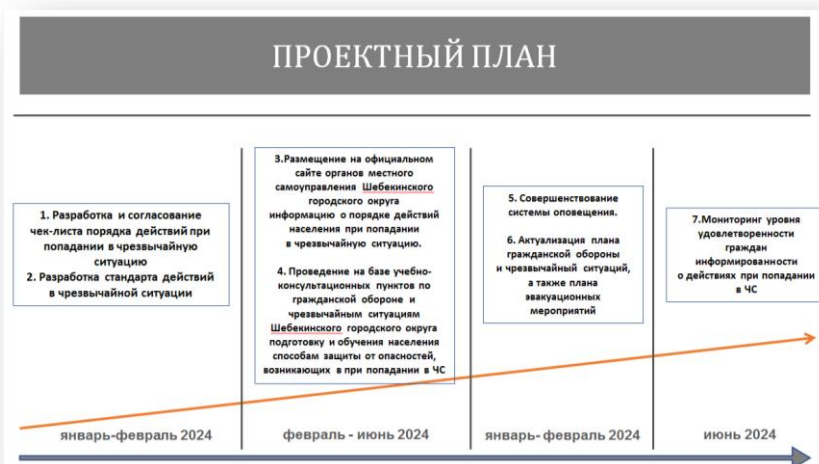 ПРОЕКТНЫЙ ПЛАН
1. Разработка и согласование
чек-листа порядка действий при
попадании в чрезвычайную
ситуацию
2. Разработка стандарта действий
в чрезвычайной ситуации
3.Размещение на официальном
сайте органов местного
самоуправления Шебекинского
городского округа
информацию о порядке действий
населения при попадании
в чрезвычайную ситуацию.
4. Проведение на базе учебно-
консультационных пунктов по
гражданской обороне и
чрезвычайным ситуациям
Шебекинского городского округа
подготовку и обучения населения
способам защиты от опасностей,
возникающих в при попадании в ЧС
5. Совершенствование
системы оповещения.
6. Актуализация плана
гражданской обороны
и чрезвычайный ситуаций,
а также плана
эвакуационных
мероприятий
7.Мониторинг уровня
удовлетворенности
граждан
информированности
о действиях при попадании
в ЧС
январь-февраль 2024
февраль - июнь 2024
январь- февраль 2024
июнь 2024